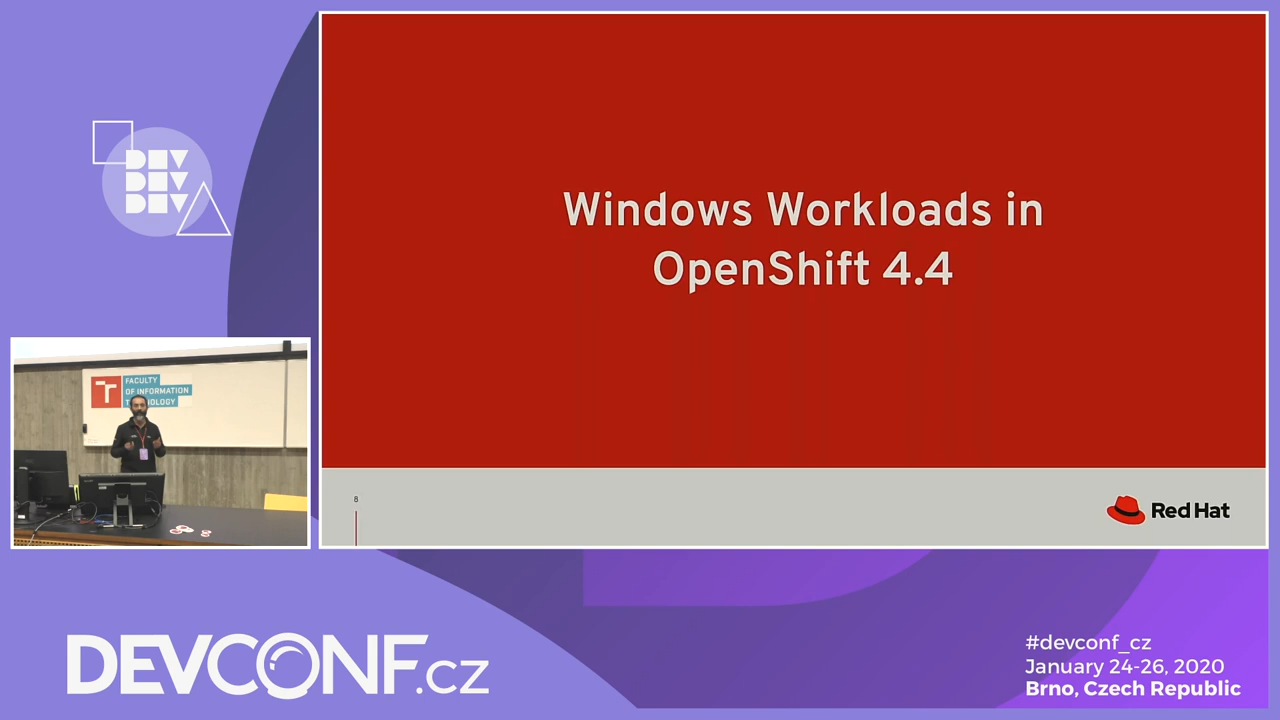 DEV
DEV
DEV
Windows Workloads in
OpenShift 4.4
8
Red Hat
FACULTY
OF INFORMATION
TECHNOLOGY
DEVCONF.cz
#devconf_cz
January 24-26, 2020
Brno, Czech Republic